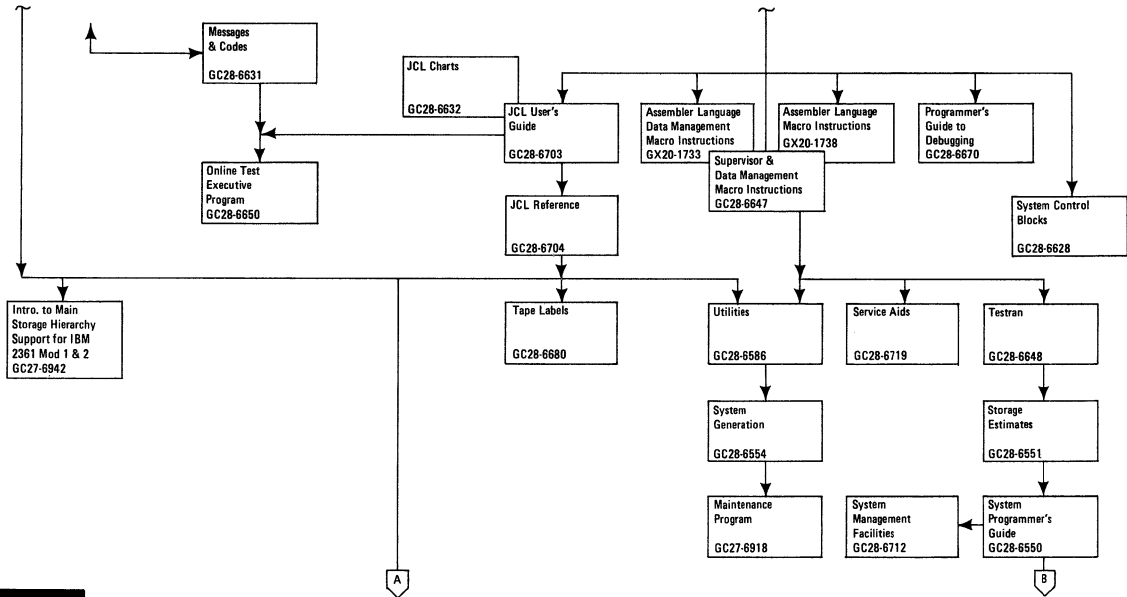 Messages
& Codes
GC28-6631
JCL Charts
GC28-6632
JCL User's
Guide
GC28-6703
Assembler Language
Data Management
Macro Instructions
GX20-1733
Assembler Language
Macro Instructions
GX20-1738
Programmer's
Guide to
Debugging
GC28-6670
Supervisor &
Data Management
Macro Instructions
GC28-6647
Online Test
Executive
Program
GC28-6650
JCL Reference
GC28-6704
System Control
Blocks
GC28-6628
Intro. to Main
Storage Hierarchy
Support for IBM
2361 Mod 1 & 2
GC27-6942
Tape Labels
GC28-6680
Utilities
GC28-6586
Service Aids
GC28-6719
Testran
GC28-6648
System
Generation
GC28-6554
Storage
Estimates
GC28-6551
Maintenance
Program
GC27-6918
System
Management
Facilities
GC28-6712
System
Programmer's
Guide
GC28-6550
A
B